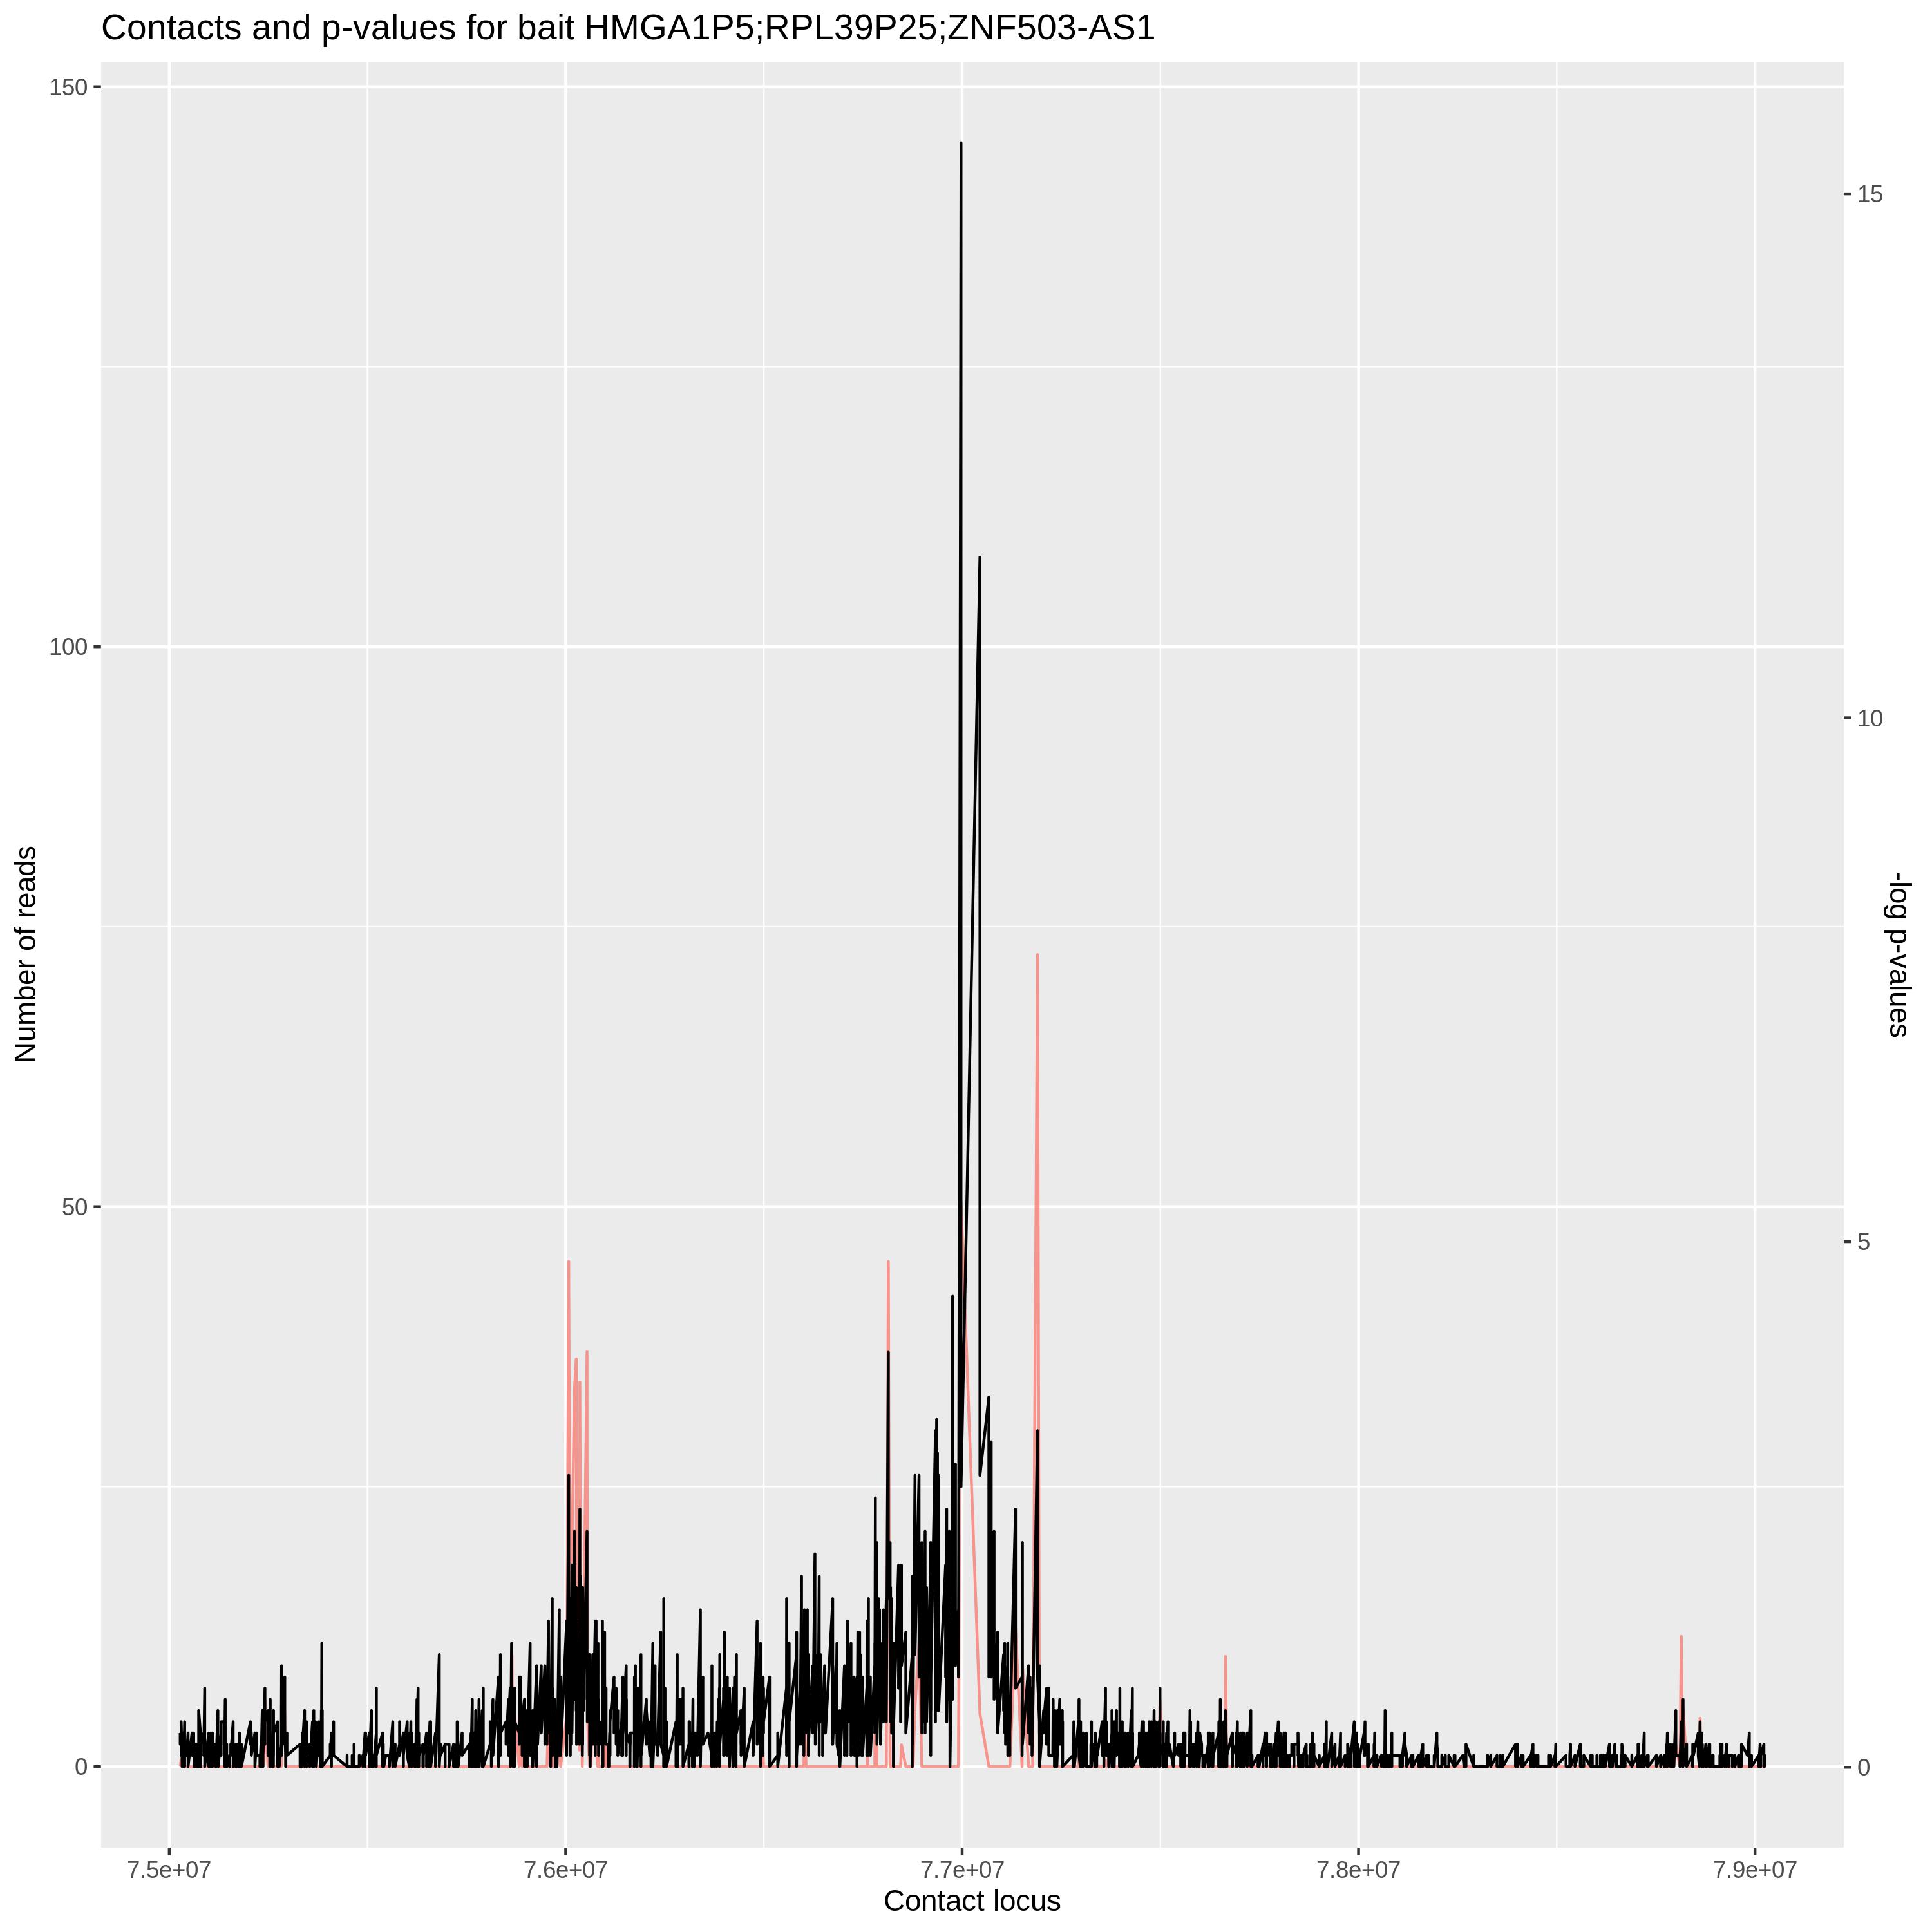 Contacts and p-values for bait HMGA1P5;RPL39P25;ZNF503-AS1
150
100
50
0
Number of reads
15
10
5
0
-log p-values
7.5e+07
7.6e+07
7.7e+07
7.8e+07
7.9e+07
Contact locus